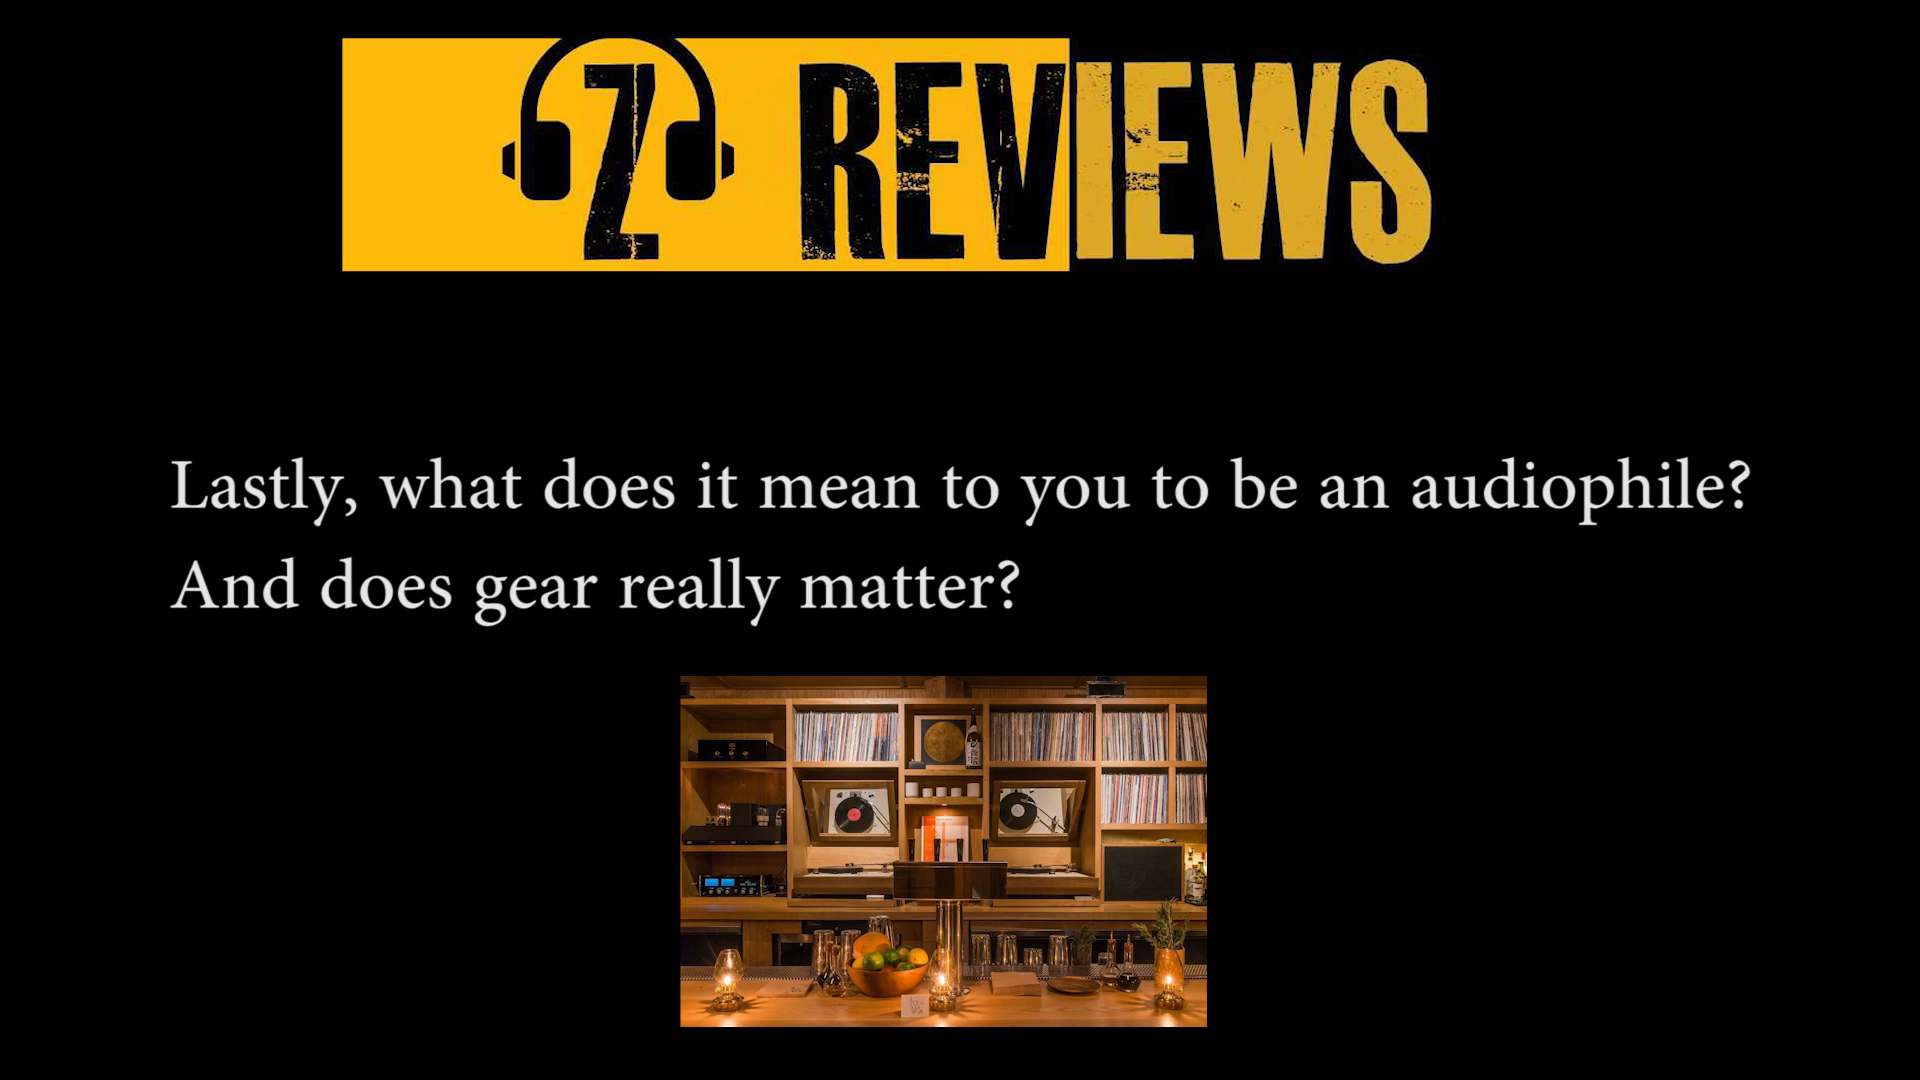 Z REVIEWS
Lastly, what does it mean to you to be an audiophile?
And does gear really matter?